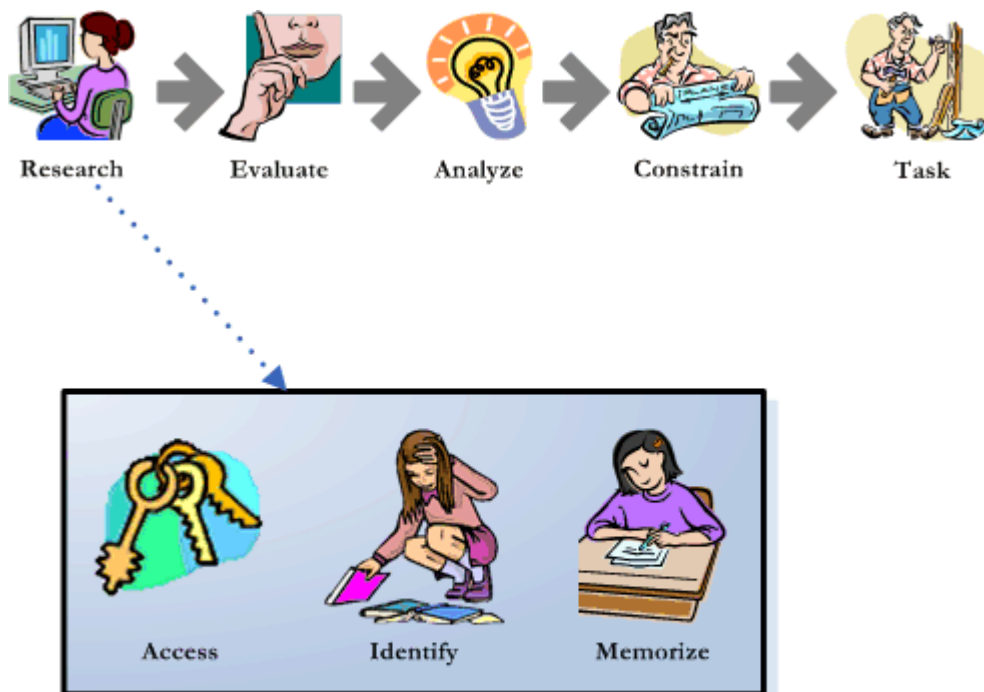 Research Evaluate Analyze Constrain Task
Access Identify Memorize